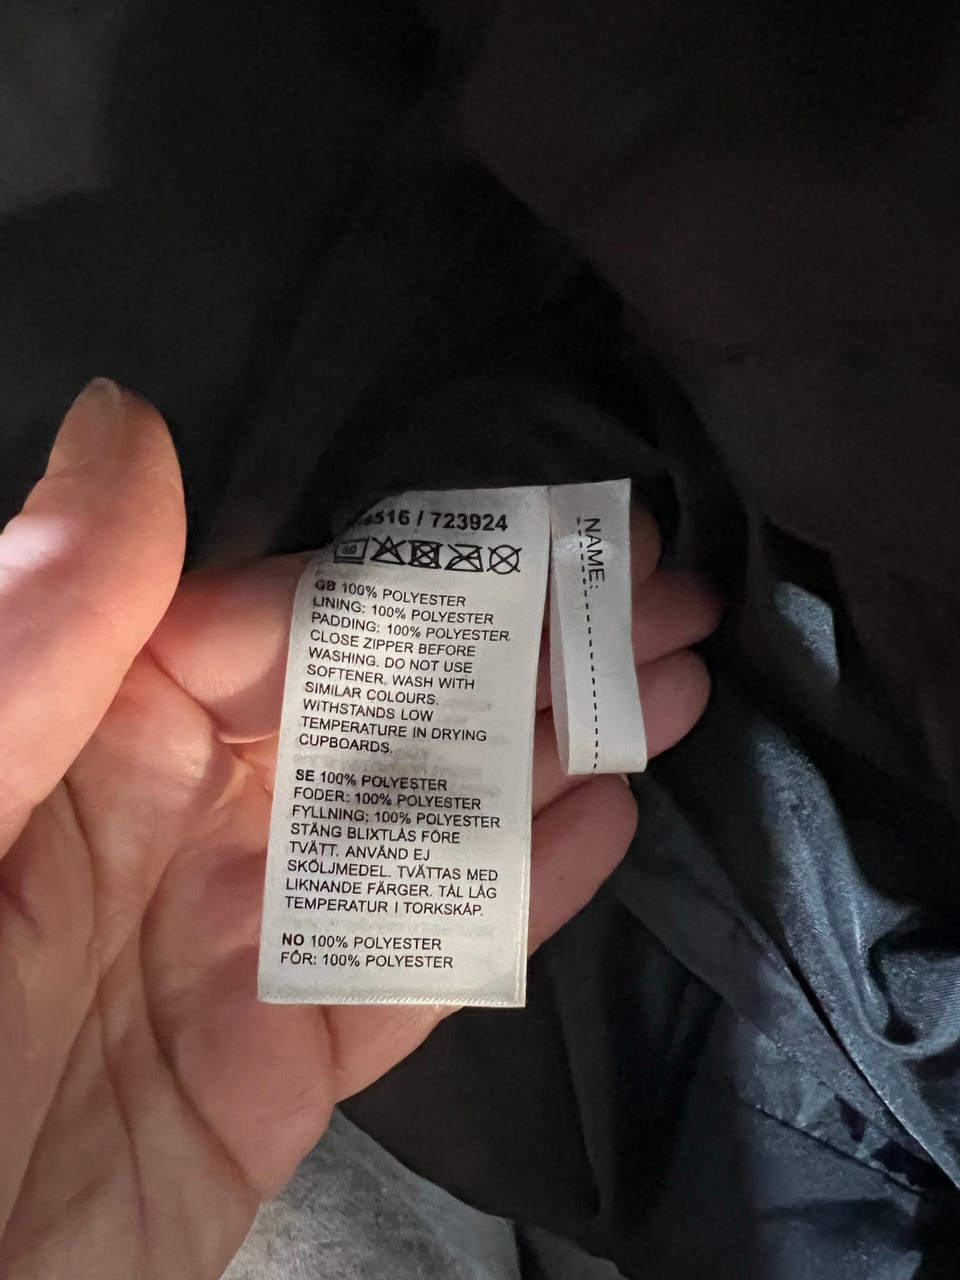 516 / 723924
GB 100% POLYESTER
LINING: 100% POLYESTER
PADDING: 100% POLYESTER
CLOSE ZIPPER BEFORE
WASHING. DO NOT USE
SOFTENER. WASH WITH
SIMILAR COLOURS.
WITHSTANDS LOW
TEMPERATURE IN DRYING
CUPBOARDS.
SE 100% POLYESTER
FODER: 100% POLYESTER
FYLLNING: 100% POLYESTER
STÄNG BLIXTLÅS FÖRE
TVÄTT. ANVÄND EJ
SKÖLJMEDEL. TVÄTTAS MED
LIKNANDE FÄRGER. TÅL LÅG
TEMPERATUR I TORKSKÅP.
NO 100% POLYESTER
FÔR: 100% POLYESTER
NAME: